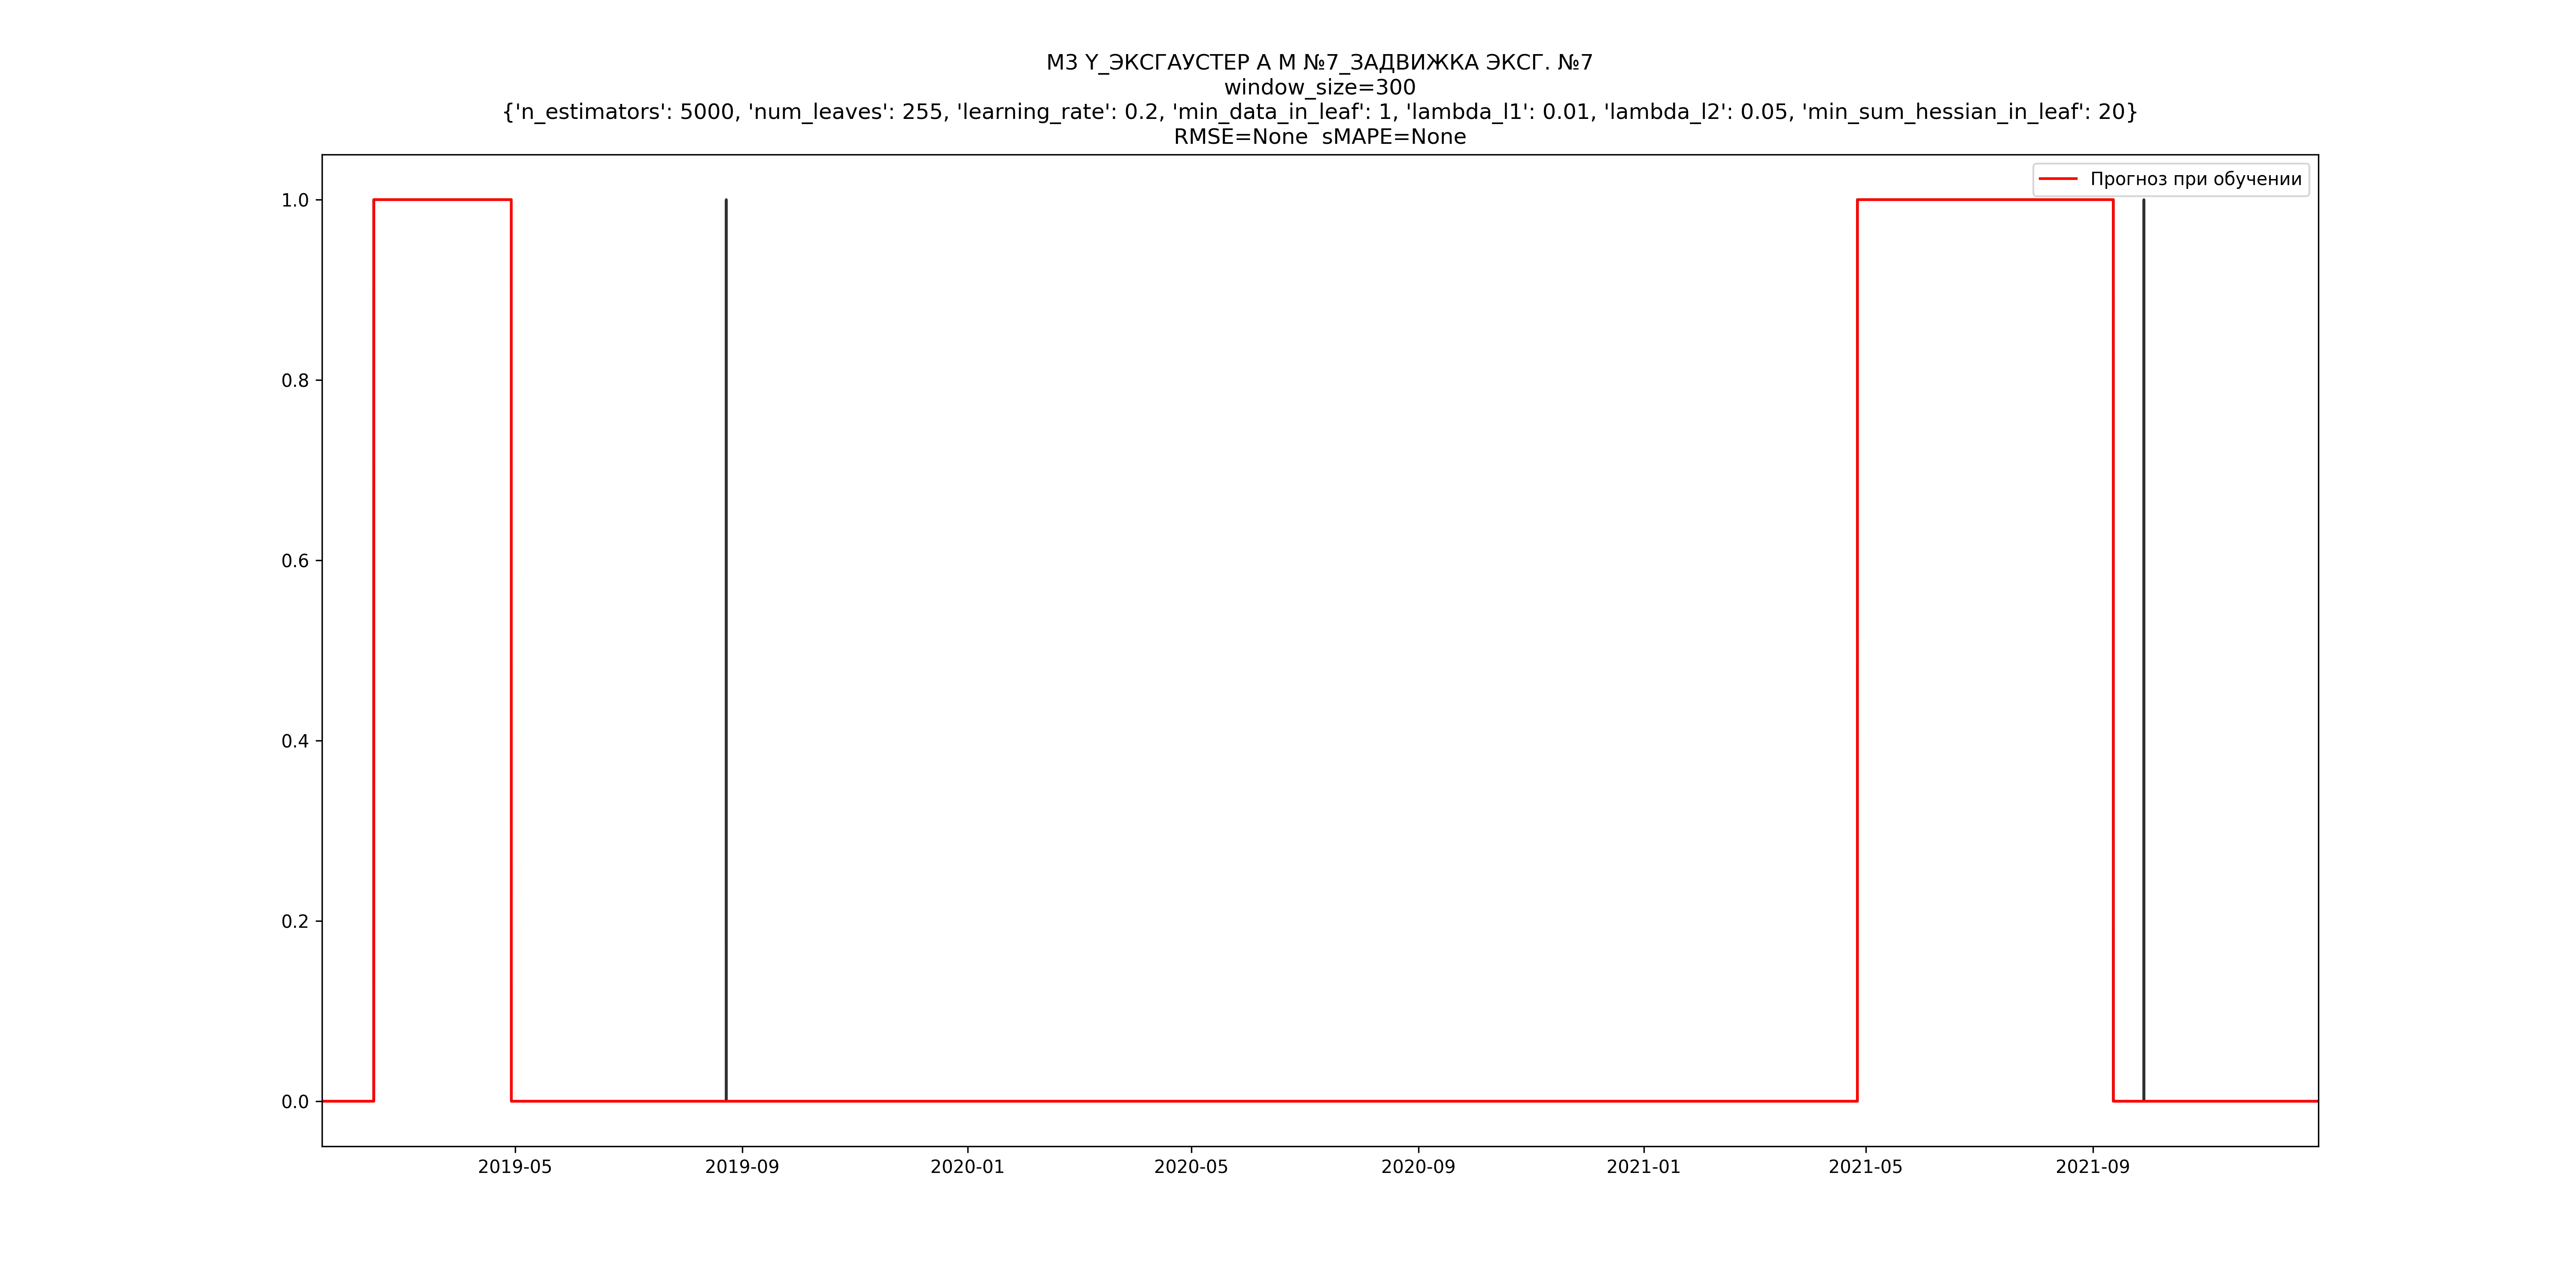 М3 Y_ЭКСГАУСТЕР А М №7_ЗАДВИЖКА ЭКСГ. №7
window_size=300
{'n_estimators': 5000, 'num_leaves': 255, 'learning_rate': 0.2, 'min_data_in_leaf': 1, 'lambda_l1': 0.01, 'lambda_l2': 0.05, 'min_sum_hessian_in_leaf': 20}
RMSE=None  sMAPE=None
Прогноз при обучении
1.0
0.8
0.6
0.4
0.2
0.0
2019-05
2019-09
2020-01
2020-05
2020-09
2021-01
2021-05
2021-09